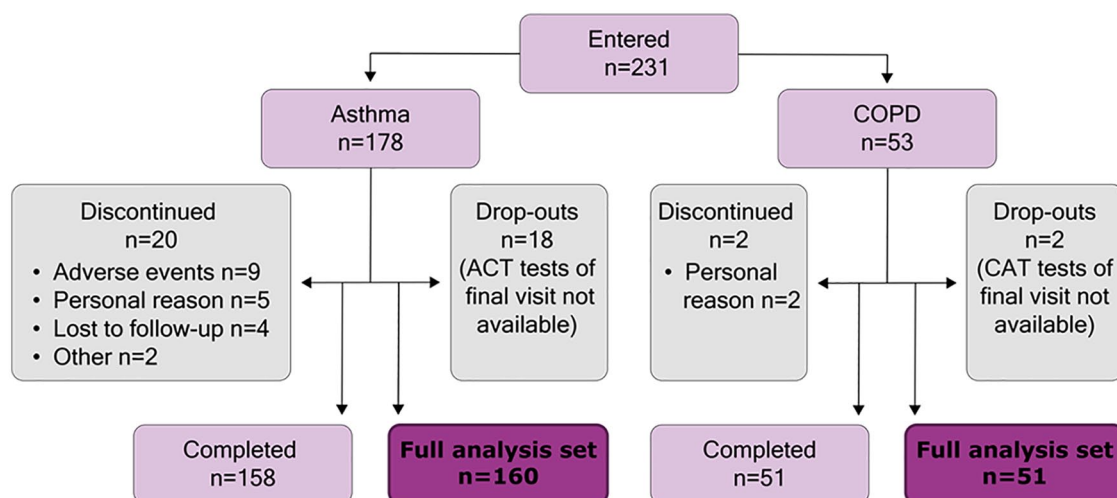 Entered
n=231
Asthma
n=178
COPD
n=53
Discontinued
n=20
• Adverse events n=9
• Personal reason n=5
• Lost to follow-up n=4
• Other n=2
Drop-outs
n=18
(ACT tests of
final visit not
available)
Discontinued
n=2
• Personal
reason n=2
Drop-outs
n=2
(CAT tests of
final visit not
available)
Completed
n=158
Full analysis set
n=160
Completed
n=51
Full analysis set
n=51